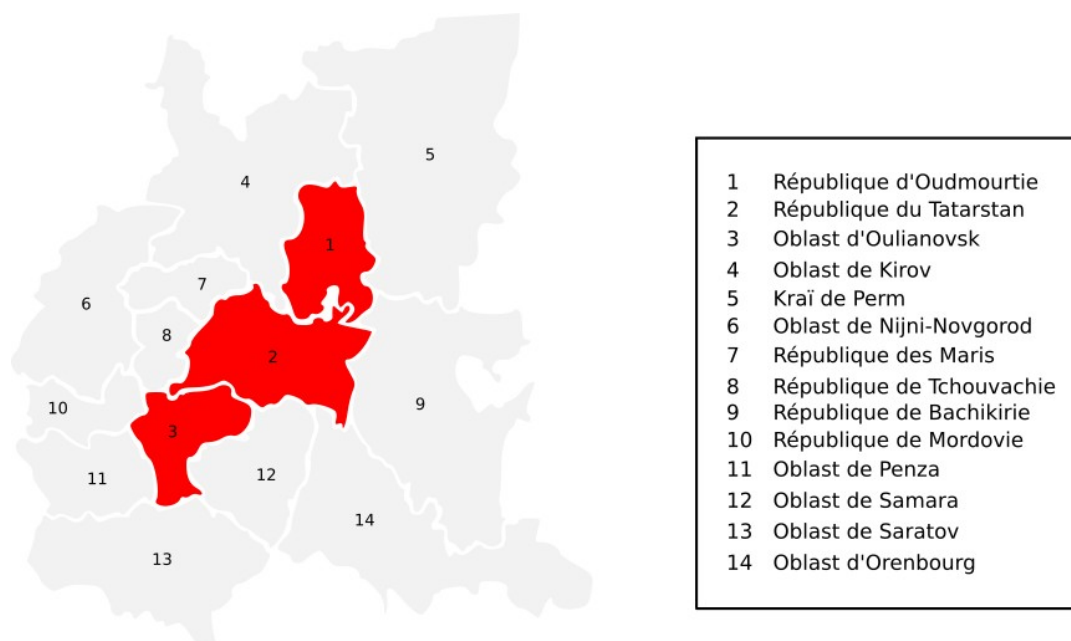 5
4
1
7
6
8
2
10
9
3
11
12
14
13
1 République d'Oudmourtie
2 République du Tatarstan
3 Oblast d'Oulianovsk
4 Oblast de Kirov
5 Kraï de Perm
6 Oblast de Nijni-Novgorod
7 République des Maris
8 République de Tchouvachie
9 République de Bachikirie
10 République de Mordovie
11 Oblast de Penza
12 Oblast de Samara
13 Oblast de Saratov
14 Oblast d'Orenbourg